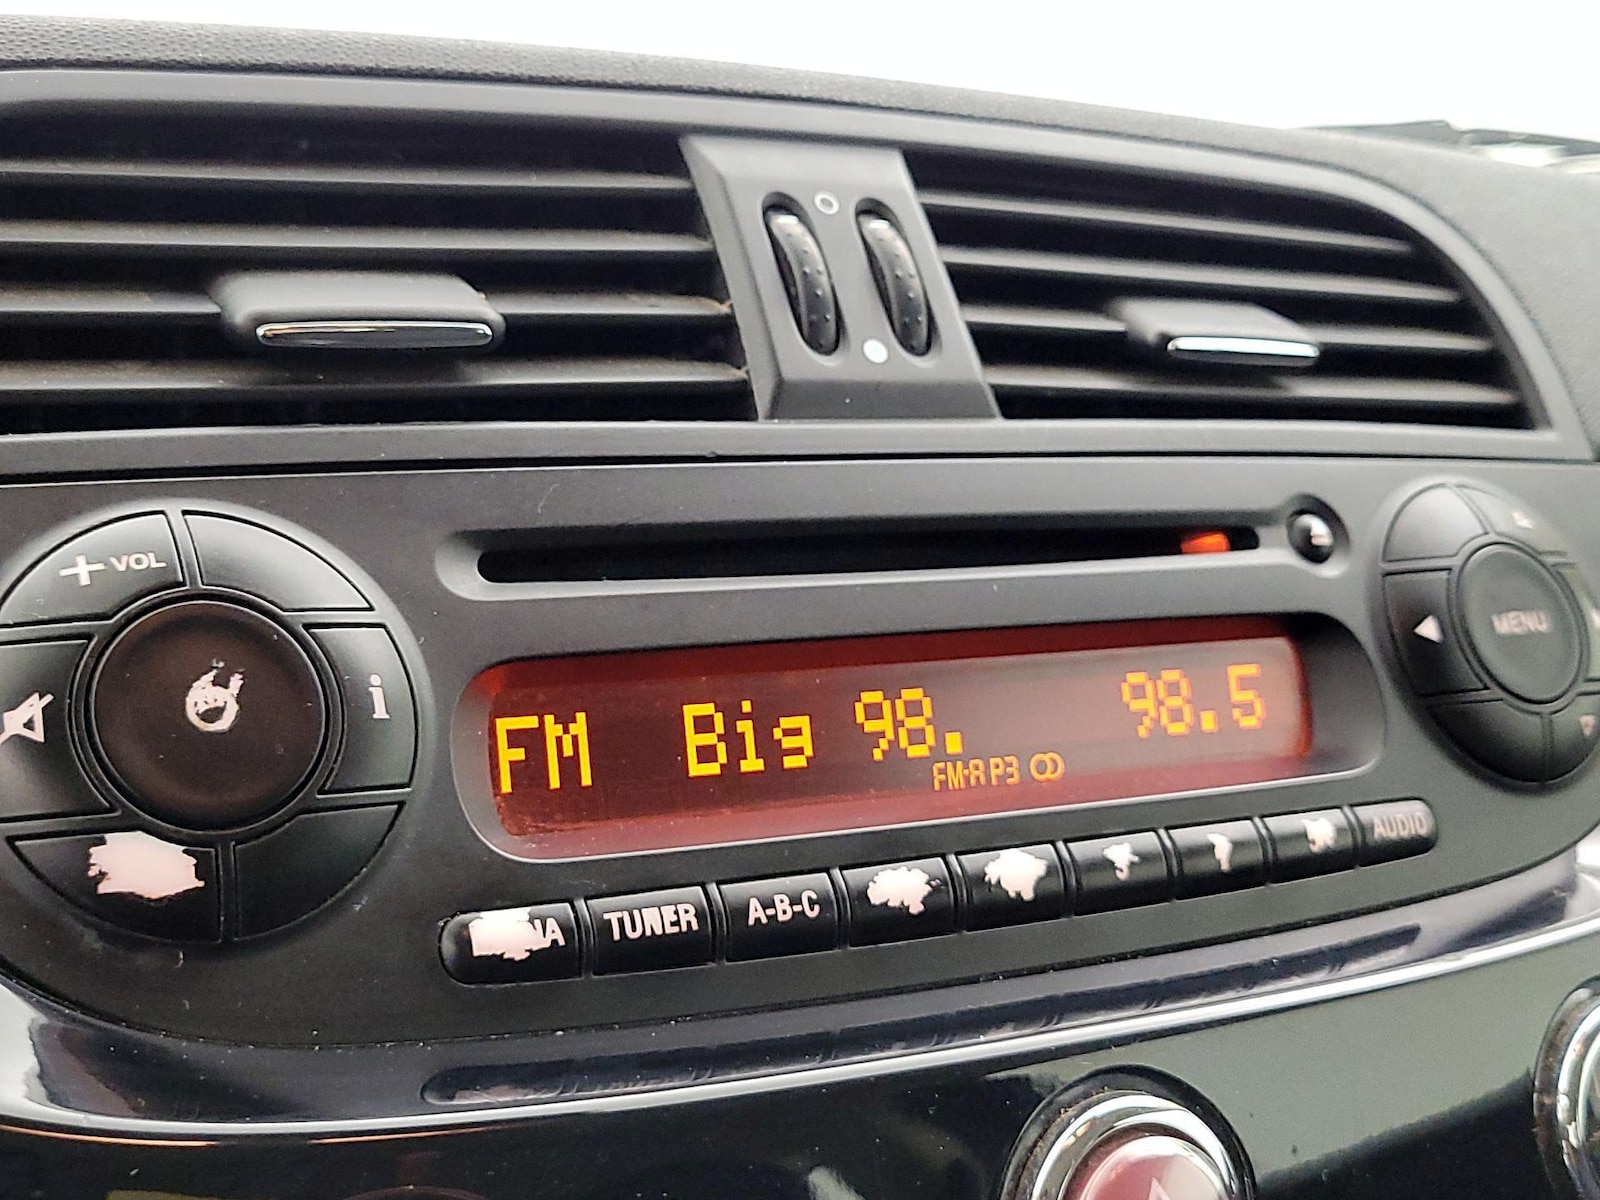 + VOL
i
MENU
FM Big 98. 98.5
FM-A P3
TUNER A-B-C AUDIO